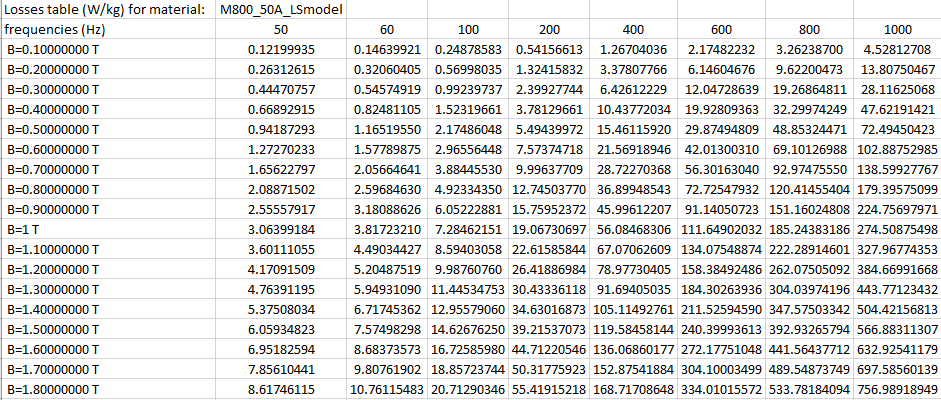 Losses table (W/kg) for material: M800_50A_LSmodel
frequencies (Hz) 50 60 100 200 400 600 800 1000
B=0.10000000 T 0.12199935 0.14639921 0.24878583 0.54156613 1.26704036 2.17482232 3.26238700 4.52812708
B=0.20000000 T 0.26312615 0.32060405 0.56998035 1.32415832 3.37807766 6.14604676 9.62200473 13.80750467
B=0.30000000 T 0.44470757 0.54574919 0.99239737 2.39927744 6.42612229 12.04728639 19.26864811 28.11625068
B=0.40000000 T 0.66892915 0.82481105 1.52319661 3.78129661 10.43772034 19.92809363 32.29974249 47.62191421
B=0.50000000 T 0.94187293 1.16519550 2.17486048 5.49439972 15.46115920 29.87494809 48.85324471 72.49450423
B=0.60000000 T 1.27270233 1.57789875 2.96556448 7.57374718 21.56918946 42.01300310 69.10126988 102.88752985
B=0.70000000 T 1.65622797 2.05664641 3.88445530 9.99637709 28.72270368 56.30163040 92.97475550 138.59927767
B=0.80000000 T 2.08871502 2.59684630 4.92334350 12.74503770 36.89948543 72.72547932 120.41455404 179.39575099
B=0.90000000 T 2.55557917 3.18088626 6.05222881 15.75952372 45.99612207 91.14050723 151.16024808 224.75697971
B=1 T 3.06399184 3.81723210 7.28462151 19.06730697 56.08468306 111.64902032 185.24383186 274.50875498
B=1.10000000 T 3.60111055 4.49034427 8.59403058 22.61585844 67.07062609 134.07548874 222.28914601 327.96774353
B=1.20000000 T 4.17091509 5.20487519 9.98760760 26.41886984 78.97730405 158.38492486 262.07505092 384.66991668
B=1.30000000 T 4.76391195 5.94931090 11.44534753 30.43336118 91.69405035 184.30263936 304.03974196 443.77123432
B=1.40000000 T 5.37508034 6.71745362 12.95579060 34.63016873 105.11492761 211.52594590 347.57503342 504.42156813
B=1.50000000 T 6.05934823 7.57498298 14.62676250 39.21537073 119.58458144 240.39993613 392.93265794 566.88311307
B=1.60000000 T 6.95182594 8.68373573 16.72585980 44.71220546 136.06860177 272.17751048 441.56437712 632.92541179
B=1.70000000 T 7.85610441 9.80761902 18.85723744 50.31775923 152.87541884 304.10003499 489.54873749 697.58560139
B=1.80000000 T 8.61746115 10.76115483 20.71290346 55.41915218 168.71708648 334.01015572 533.78184094 756.98918949